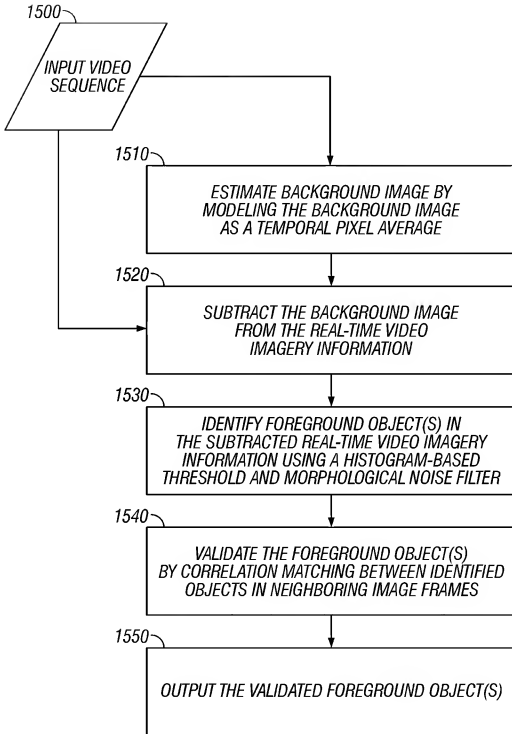 1500
INPUT VIDEO
SEQUENCE
1510
ESTIMATE BACKGROUND IMAGE BY
MODELING THE BACKGROUND IMAGE
AS A TEMPORAL PIXEL AVERAGE
1520
SUBTRACT THE BACKGROUND IMAGE
FROM THE REAL-TIME VIDEO
IMAGERY INFORMATION
1530
IDENTIFY FOREGROUND OBJECT(S) IN
THE SUBTRACTED REAL-TIME VIDEO IMAGERY
INFORMATION USING A HISTOGRAM-BASED
THRESHOLD AND MORPHOLOGICAL NOISE FILTER
1540
VALIDATE THE FOREGROUND OBJECT(S)
BY CORRELATION MATCHING BETWEEN IDENTIFIED
OBJECTS IN NEIGHBORING IMAGE FRAMES
1550
OUTPUT THE VALIDATED FOREGROUND OBJECT(S)